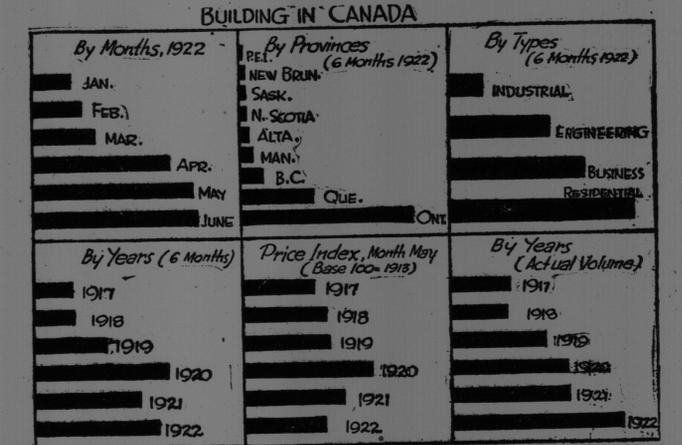 BUILDING IN CANADA
By Months, 1922
JAN.
FEB.
MAR.
APR.
MAY
JUNE
By Provinces
(6 Months 1922)
P.E.I.
NEW BRUN.
SASK.
N. SCOTIA
ALTA.
MAN.
B.C.
QUE.
ONT.
By Types
(6 Months 1922)
INDUSTRIAL
ENGINEERING
BUSINESS
RESIDENTIAL
By Years (6 Months)
1917
1918
1919
1920
1921
1922
Price Index, Month May
(Base 100=1913)
1917
1918
1919
1920
1921
1922
By Years
(Actual Volume)
1917
1918
1919
1920
1921
1922